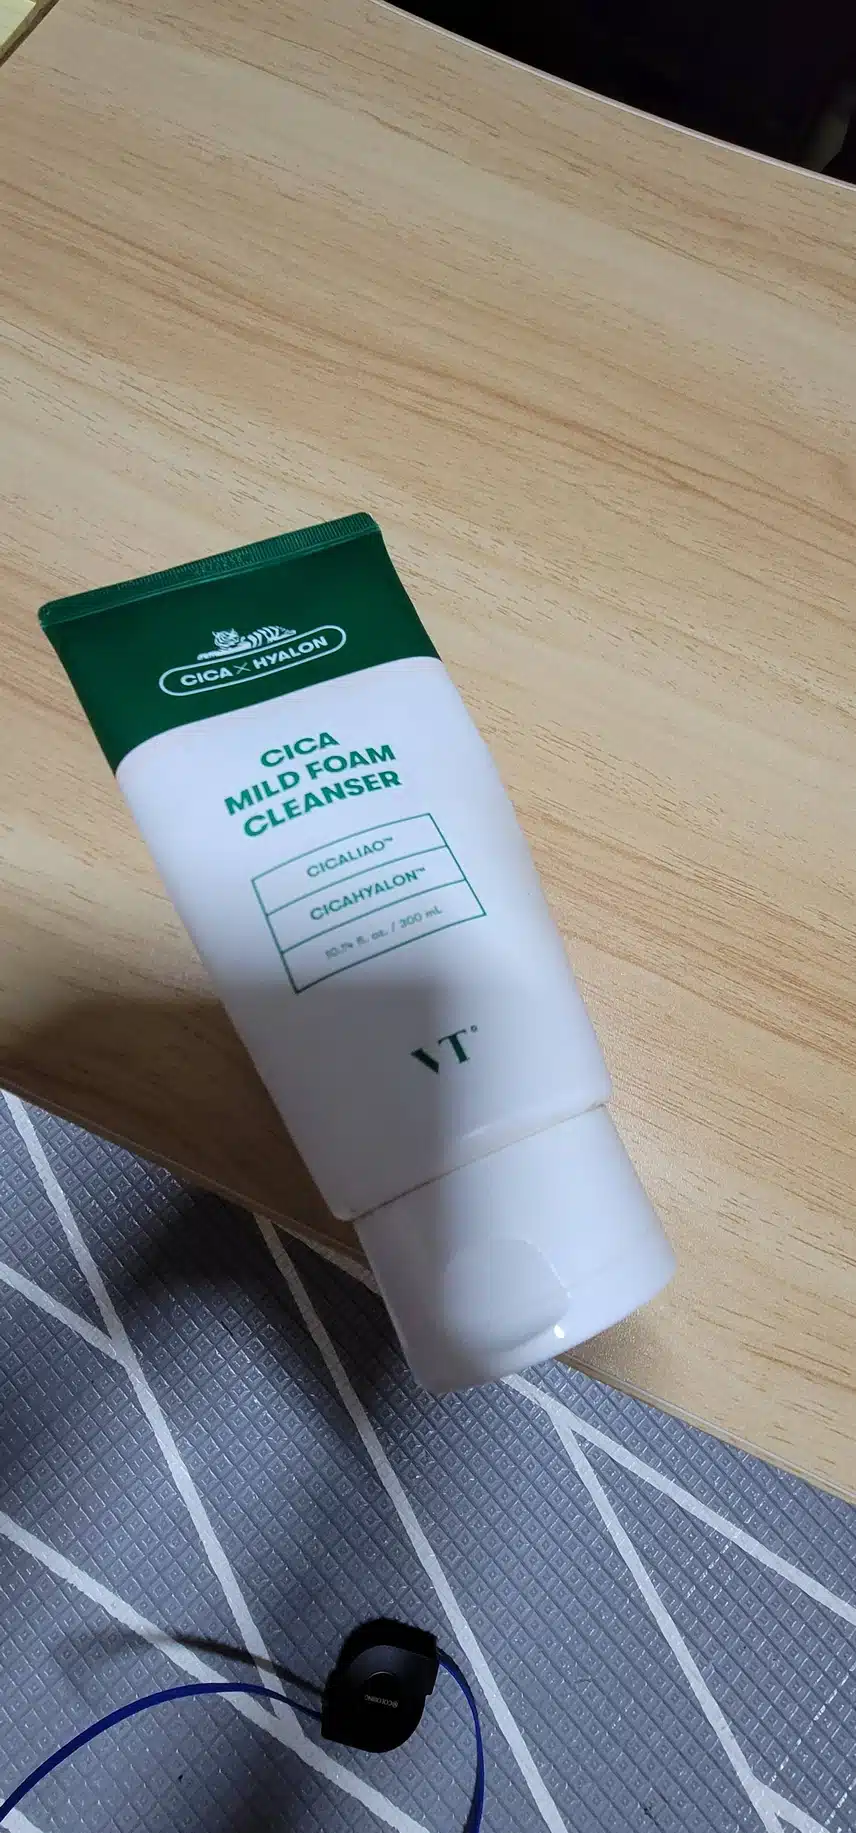 CICA × HYALON
CICA
MILD FOAM
CLEANSER
CICALIAO™
CICAHYALON™
10.14 fl. oz. / 300 mL
VT®